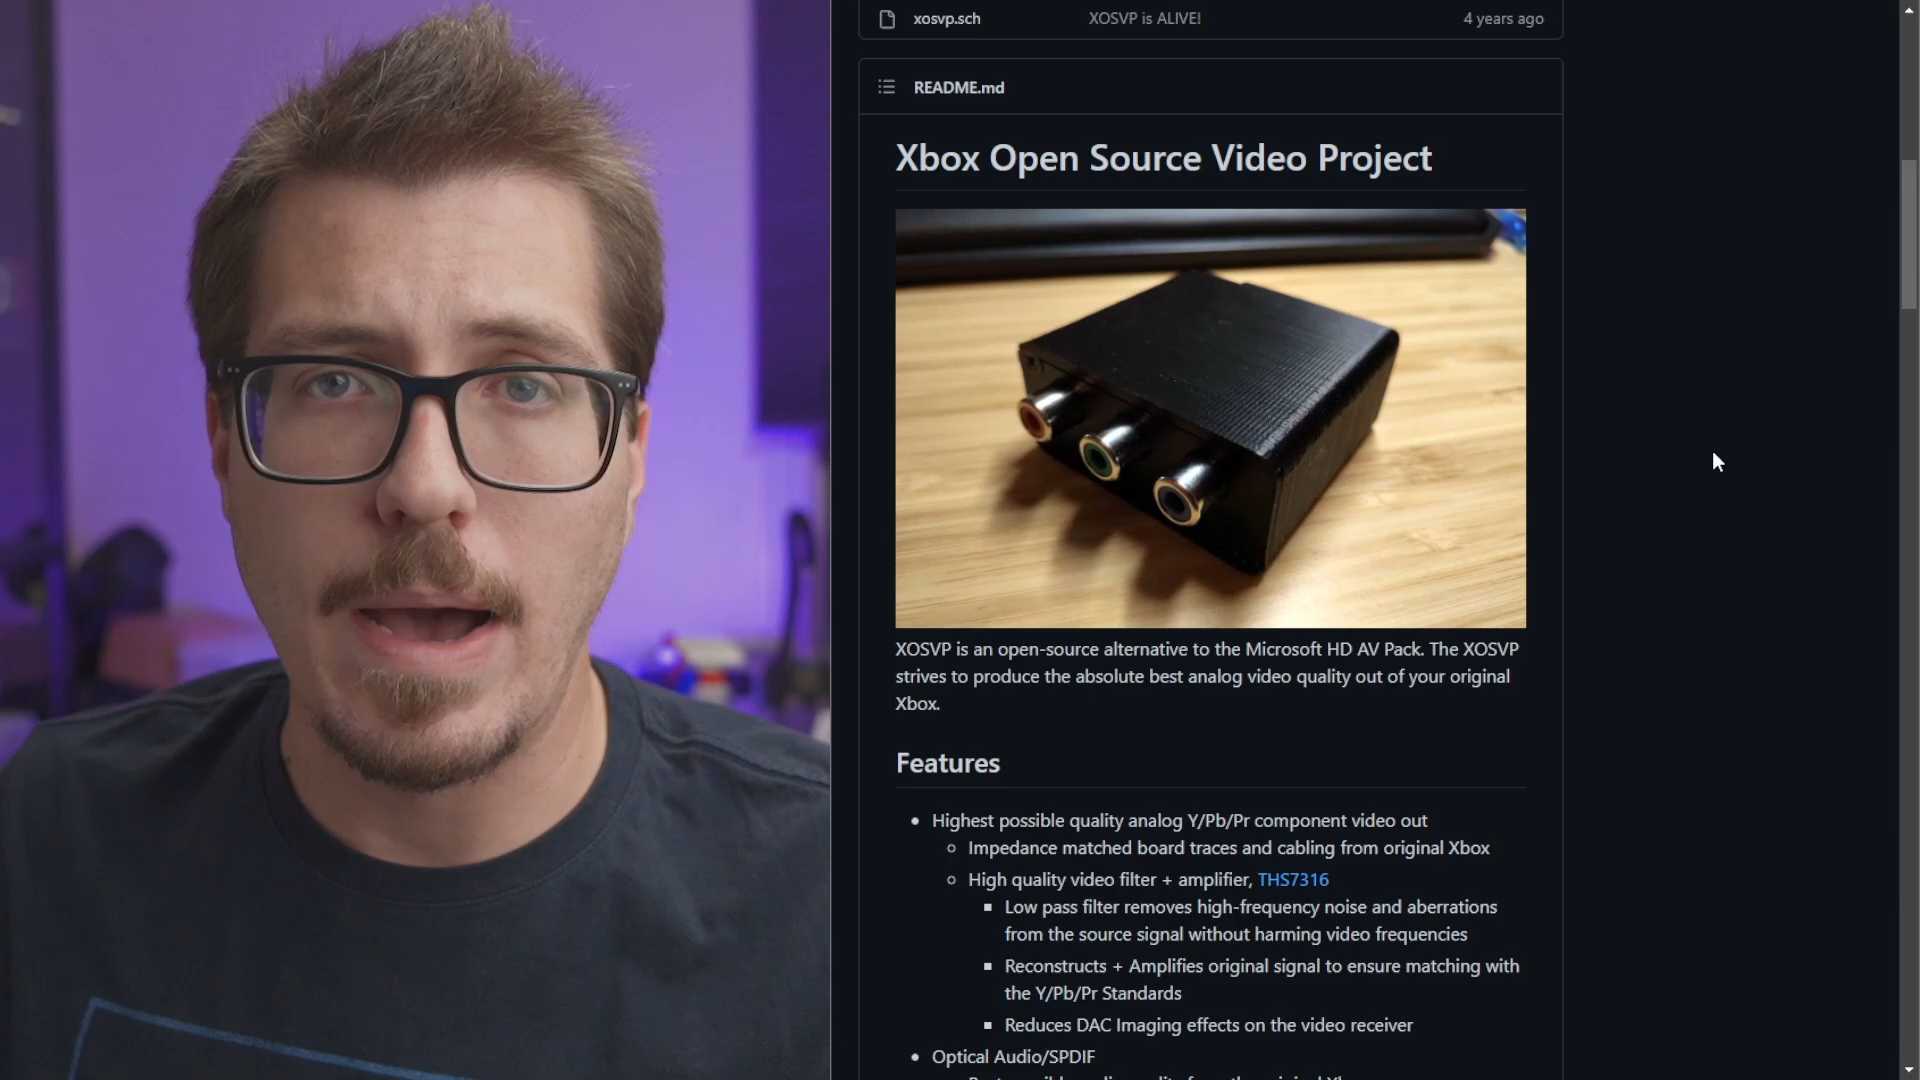 xosvp.sch XOSVP is ALIVE! 4 years ago
README.md
Xbox Open Source Video Project
XOSVP is an open-source alternative to the Microsoft HD AV Pack. The XOSVP
strives to produce the absolute best analog video quality out of your original
Xbox.
Features
Highest possible quality analog Y/Pb/Pr component video out
Impedance matched board traces and cabling from original Xbox
High quality video filter + amplifier, THS7316
Low pass filter removes high-frequency noise and aberrations
from the source signal without harming video frequencies
Reconstructs + Amplifies original signal to ensure matching with
the Y/Pb/Pr Standards
Reduces DAC Imaging effects on the video receiver
Optical Audio/SPDIF